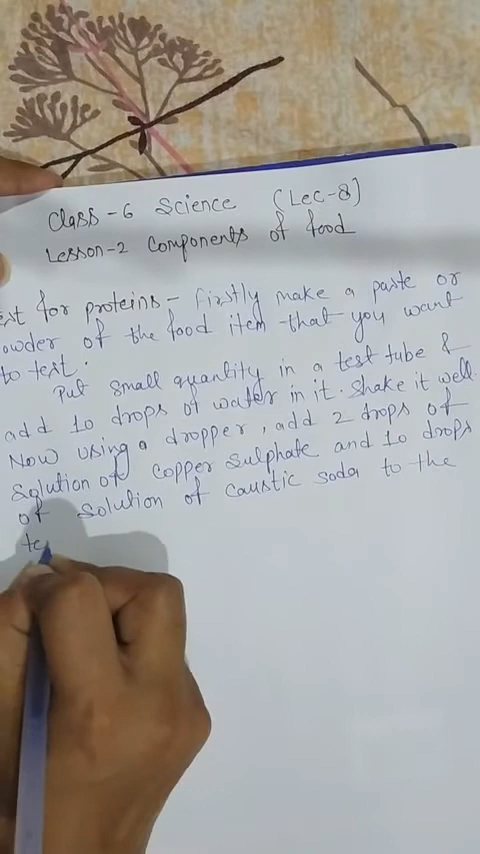 Class-6 Science (Lec-8)
Lesson-2 Components of food
est for proteins - Firstly make a paste or
owder of the food item that you want
to test.
Put small quantity in a test tube &
add 10 drops of water in it. Shake it well.
Now using a dropper, add 2 drops of
Solution of Copper Sulphate and 10 drops
of Solution of Caustic Soda to the
te